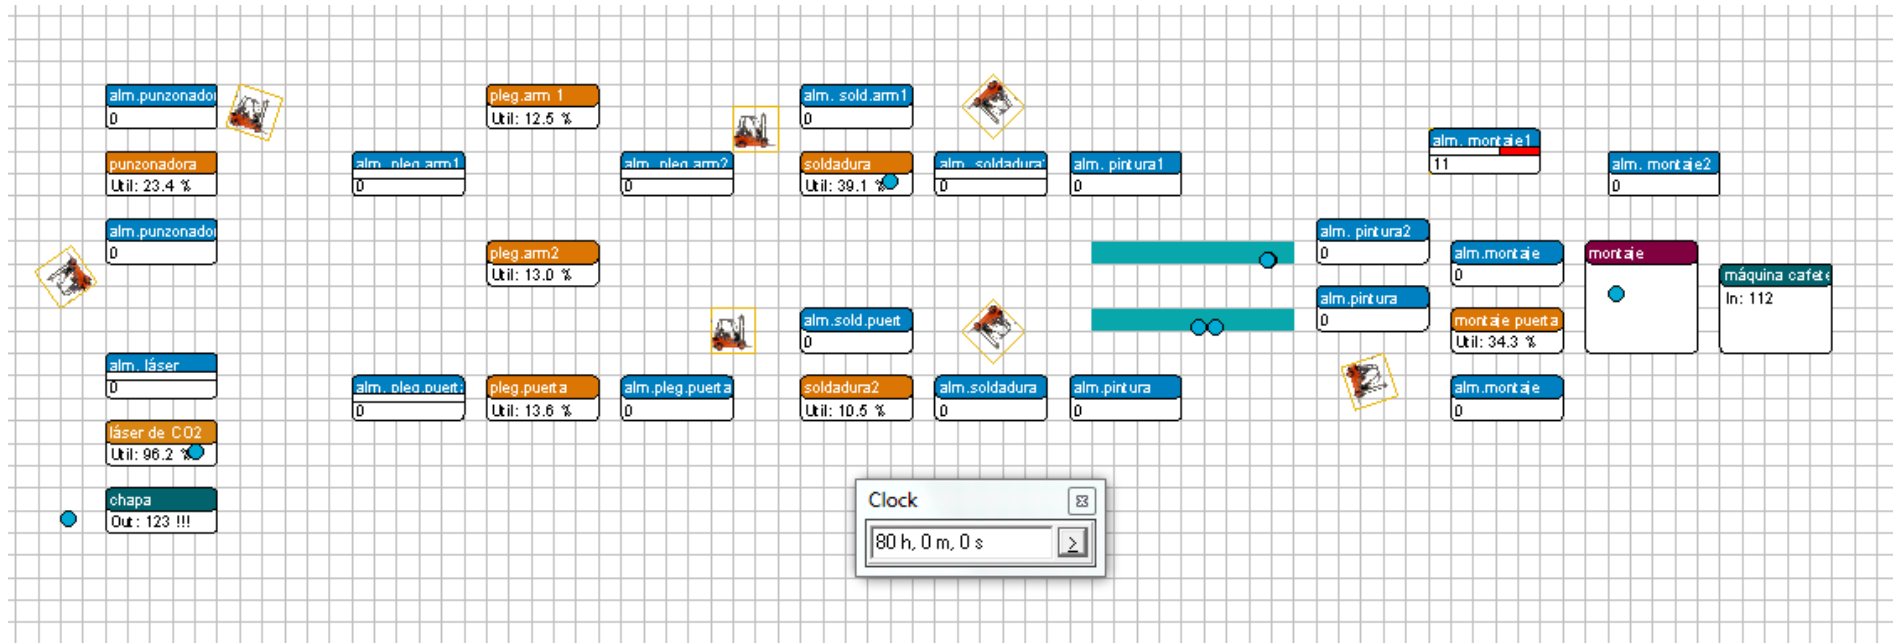 alm.punzonado
0
pleg.arm 1
Util: 12.5 %
alm. sold.arm1
0
alm. montaje1
11
punzonadora
Util: 23.4 %
alm. pleg.arm1
0
alm. pleg.arm2
0
soldadura
Util: 39.1 %
alm. soldadura
0
alm. pintura1
0
alm. montaje2
0
alm.punzonado
0
pleg.arm2
Util: 13.0 %
alm. pintura2
0
alm.montaje
0
montaje
máquina cafete
In: 112
alm.pintura
0
alm.sold.puert
0
montaje puerta
Util: 34.3 %
alm. láser
0
alm. pleg.puert
0
pleg.puerta
Util: 13.6 %
alm.pleg.puerta
0
soldadura2
Util: 10.5 %
alm.soldadura
0
alm.pintura
0
alm.montaje
0
láser de CO2
Util: 96.2 %
chapa
Out: 123 !!!
Clock
80 h, 0 m, 0 s
>